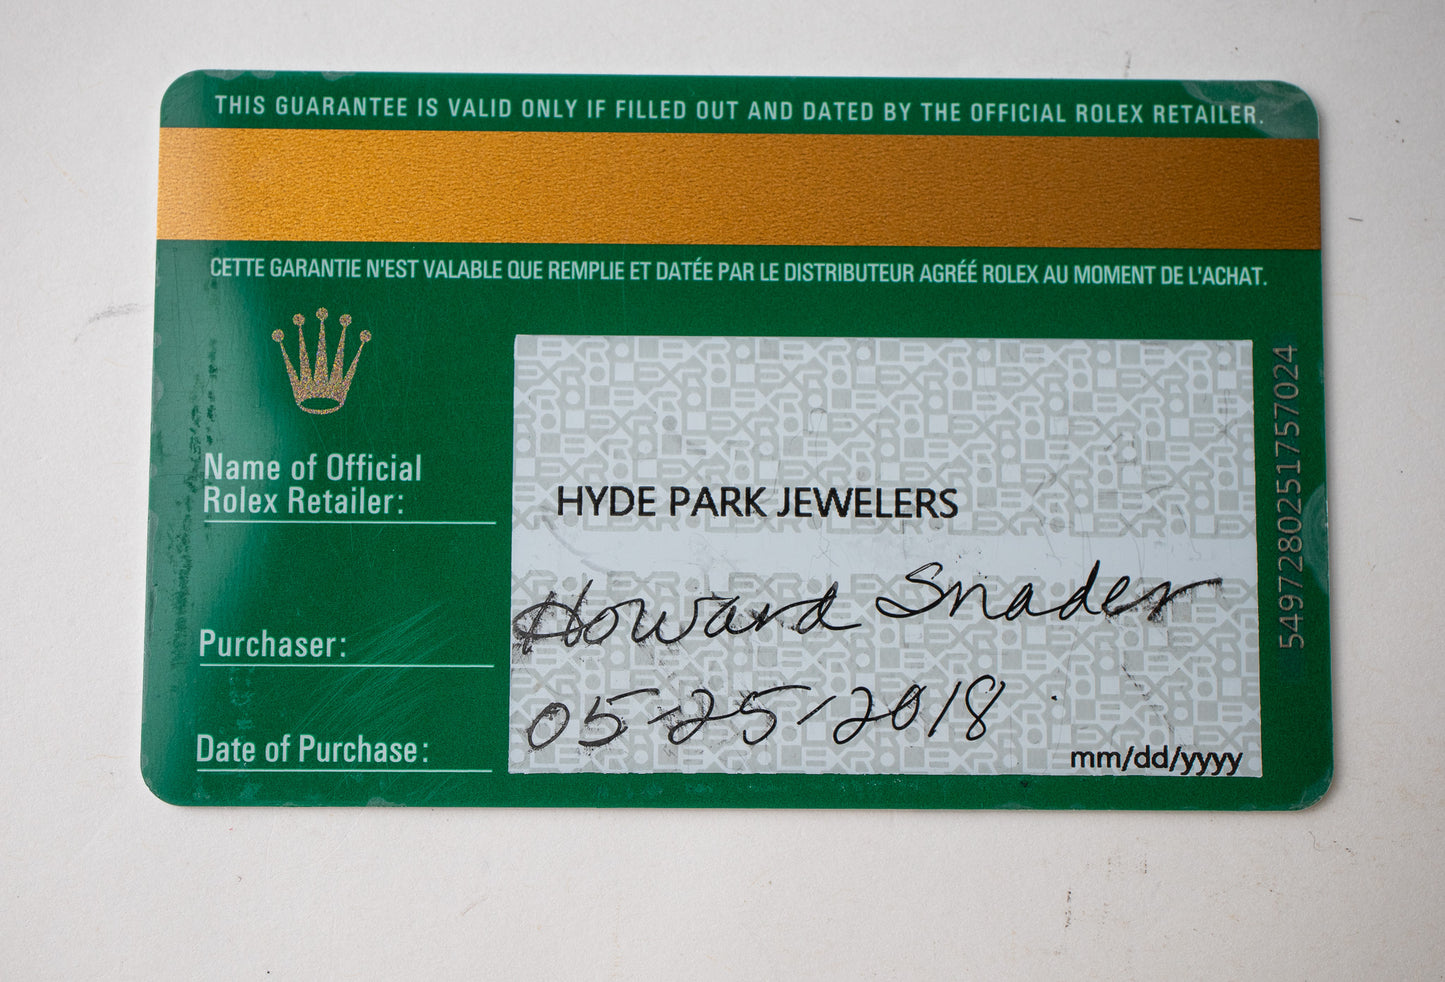 THIS GUARANTEE IS VALID ONLY IF FILLED OUT AND DATED BY THE OFFICIAL ROLEX RETAILER.
CETTE GARANTIE N'EST VALABLE QUE REMPLIE ET DATÉE PAR LE DISTRIBUTEUR AGRÉÉ ROLEX AU MOMENT DE L'ACHAT.
Name of Official
Rolex Retailer:
HYDE PARK JEWELERS
Purchaser:
Howard Snader
Date of Purchase:
05-25-2018
mm/dd/yyyy
5497280251757024